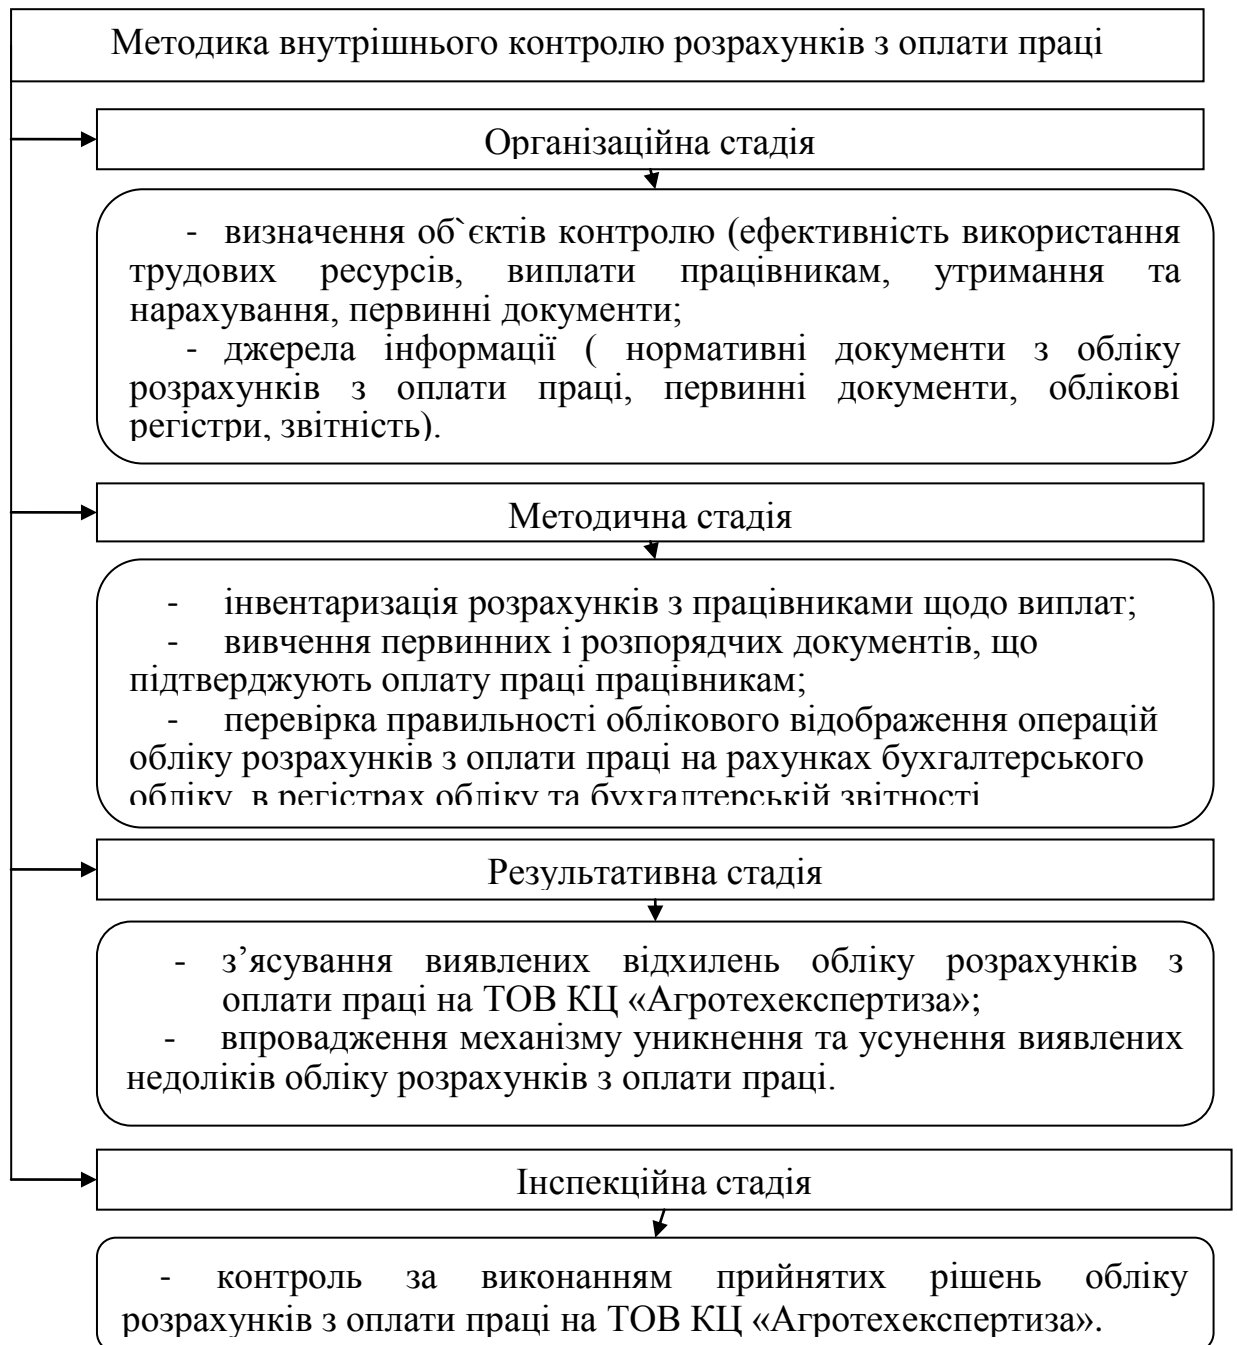 Методика внутрішнього контролю розрахунків з оплати праці
Організаційна стадія
- визначення об`єктів контролю (ефективність використання
трудових ресурсів, виплати працівникам, утримання та
нарахування, первинні документи;
- джерела інформації ( нормативні документи з обліку
розрахунків з оплати праці, первинні документи, облікові
регістри, звітність).
Методична стадія
- інвентаризація розрахунків з працівниками щодо виплат;
- вивчення первинних і розпорядчих документів, що
підтверджують оплату праці працівникам;
- перевірка правильності облікового відображення операцій
обліку розрахунків з оплати праці на рахунках бухгалтерського
обліку, в регістрах обліку та бухгалтерській звітності
Результативна стадія
- з’ясування виявлених відхилень обліку розрахунків з
оплати праці на ТОВ КЦ «Агротехекспертиза»;
- впровадження механізму уникнення та усунення виявлених
недоліків обліку розрахунків з оплати праці.
Інспекційна стадія
- контроль за виконанням прийнятих рішень обліку
розрахунків з оплати праці на ТОВ КЦ «Агротехекспертиза».